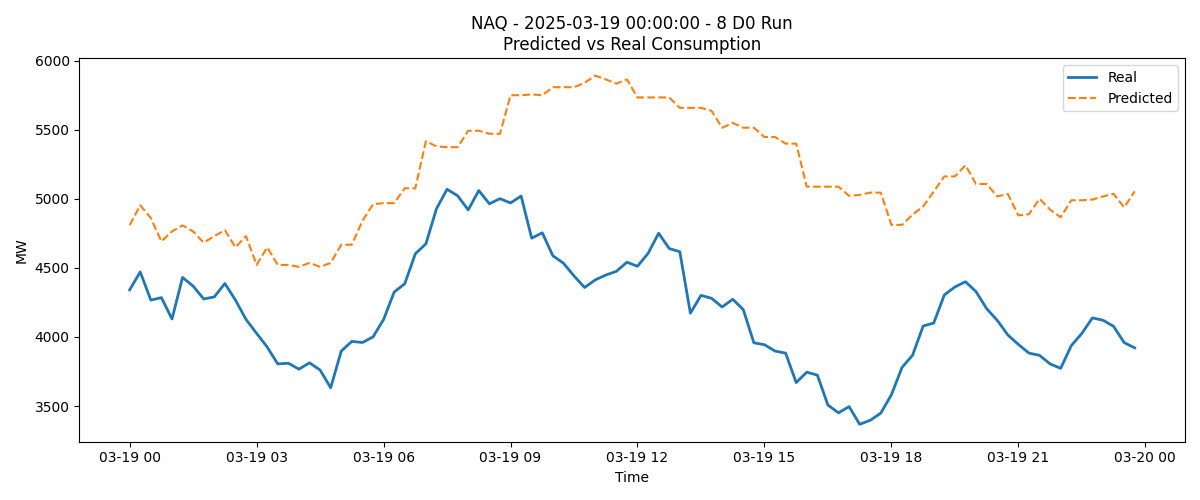 NAQ - 2025-03-19 00:00:00 - 8 D0 Run
Predicted vs Real Consumption
Real
Predicted
MW
6000
5500
5000
4500
4000
3500
03-19 00
03-19 03
03-19 06
03-19 09
03-19 12
03-19 15
03-19 18
03-19 21
03-20 00
Time